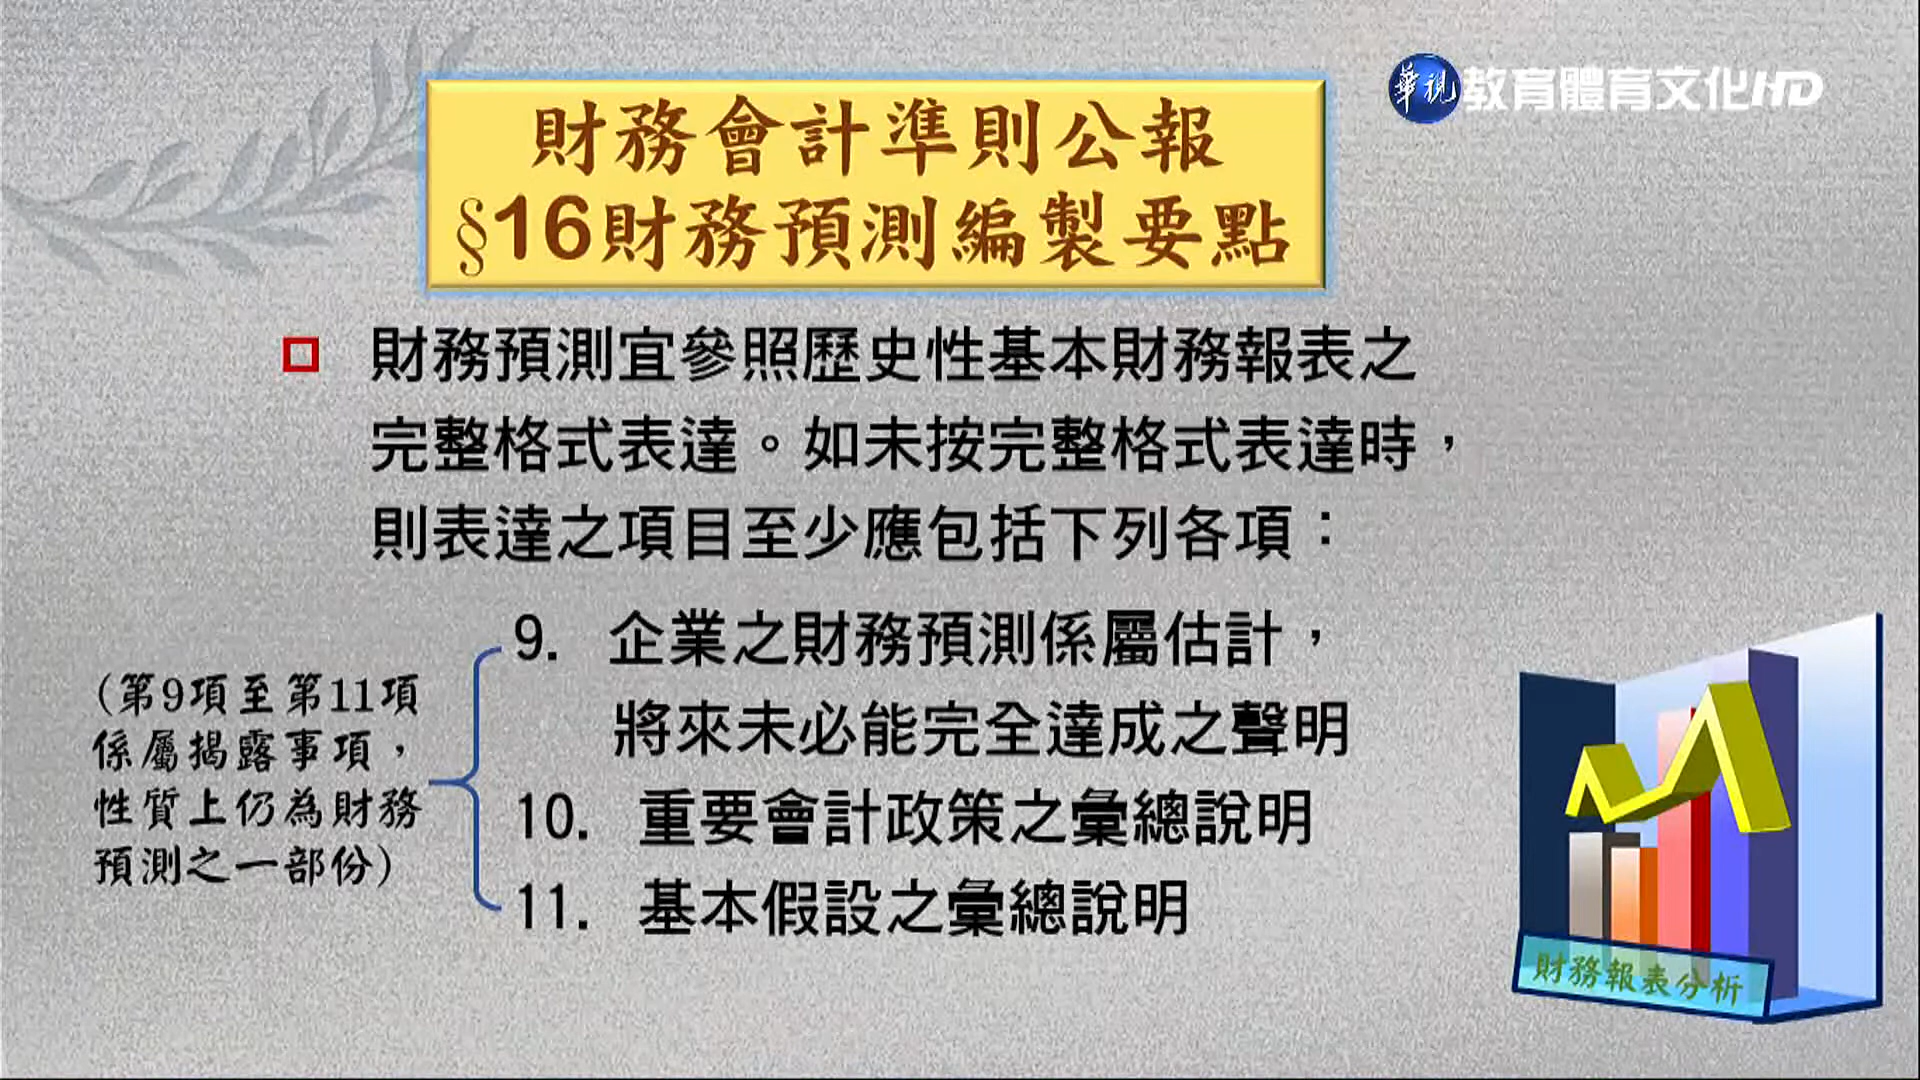 華視 教育體育文化HD
財務會計準則公報
§16財務預測編製要點
財務預測宜參照歷史性基本財務報表之
完整格式表達。如未按完整格式表達時，
則表達之項目至少應包括下列各項：
9. 企業之財務預測係屬估計，
將來未必能完全達成之聲明
10. 重要會計政策之彙總說明
11. 基本假設之彙總說明
(第9項至第11項
係屬揭露事項，
性質上仍為財務
預測之一部份)
財務報表分析